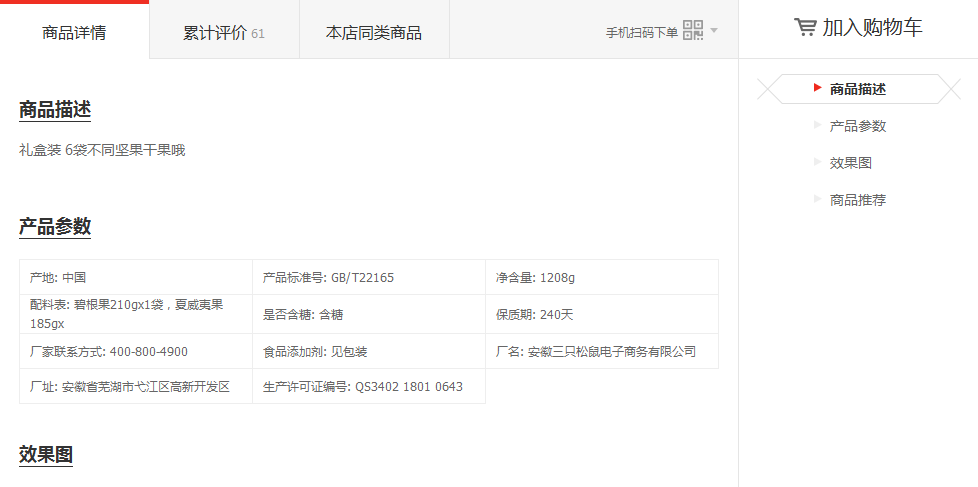 商品详情
累计评价 61
本店同类商品
手机扫码下单
加入购物车
商品描述
礼盒装 6袋不同坚果干果哦
产品参数
产地: 中国
产品标准号: GB/T22165
净含量: 1208g
配料表: 碧根果210gx1袋，夏威夷果
185gx
是否含糖: 含糖
保质期: 240天
厂家联系方式: 400-800-4900
食品添加剂: 见包装
厂名: 安徽三只松鼠电子商务有限公司
厂址: 安徽省芜湖市弋江区高新开发区
生产许可证编号: QS3402 1801 0643
效果图
商品描述
产品参数
效果图
商品推荐